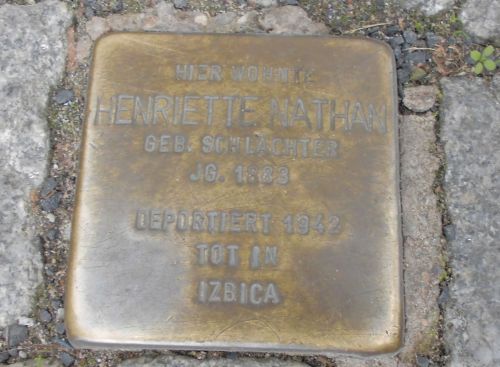 HIER WOHNTE
HENRIETTE NATHAN
GEB. SCHLACHTER
JG. 1883
DEPORTIERT 1942
TOT IN
IZBICA